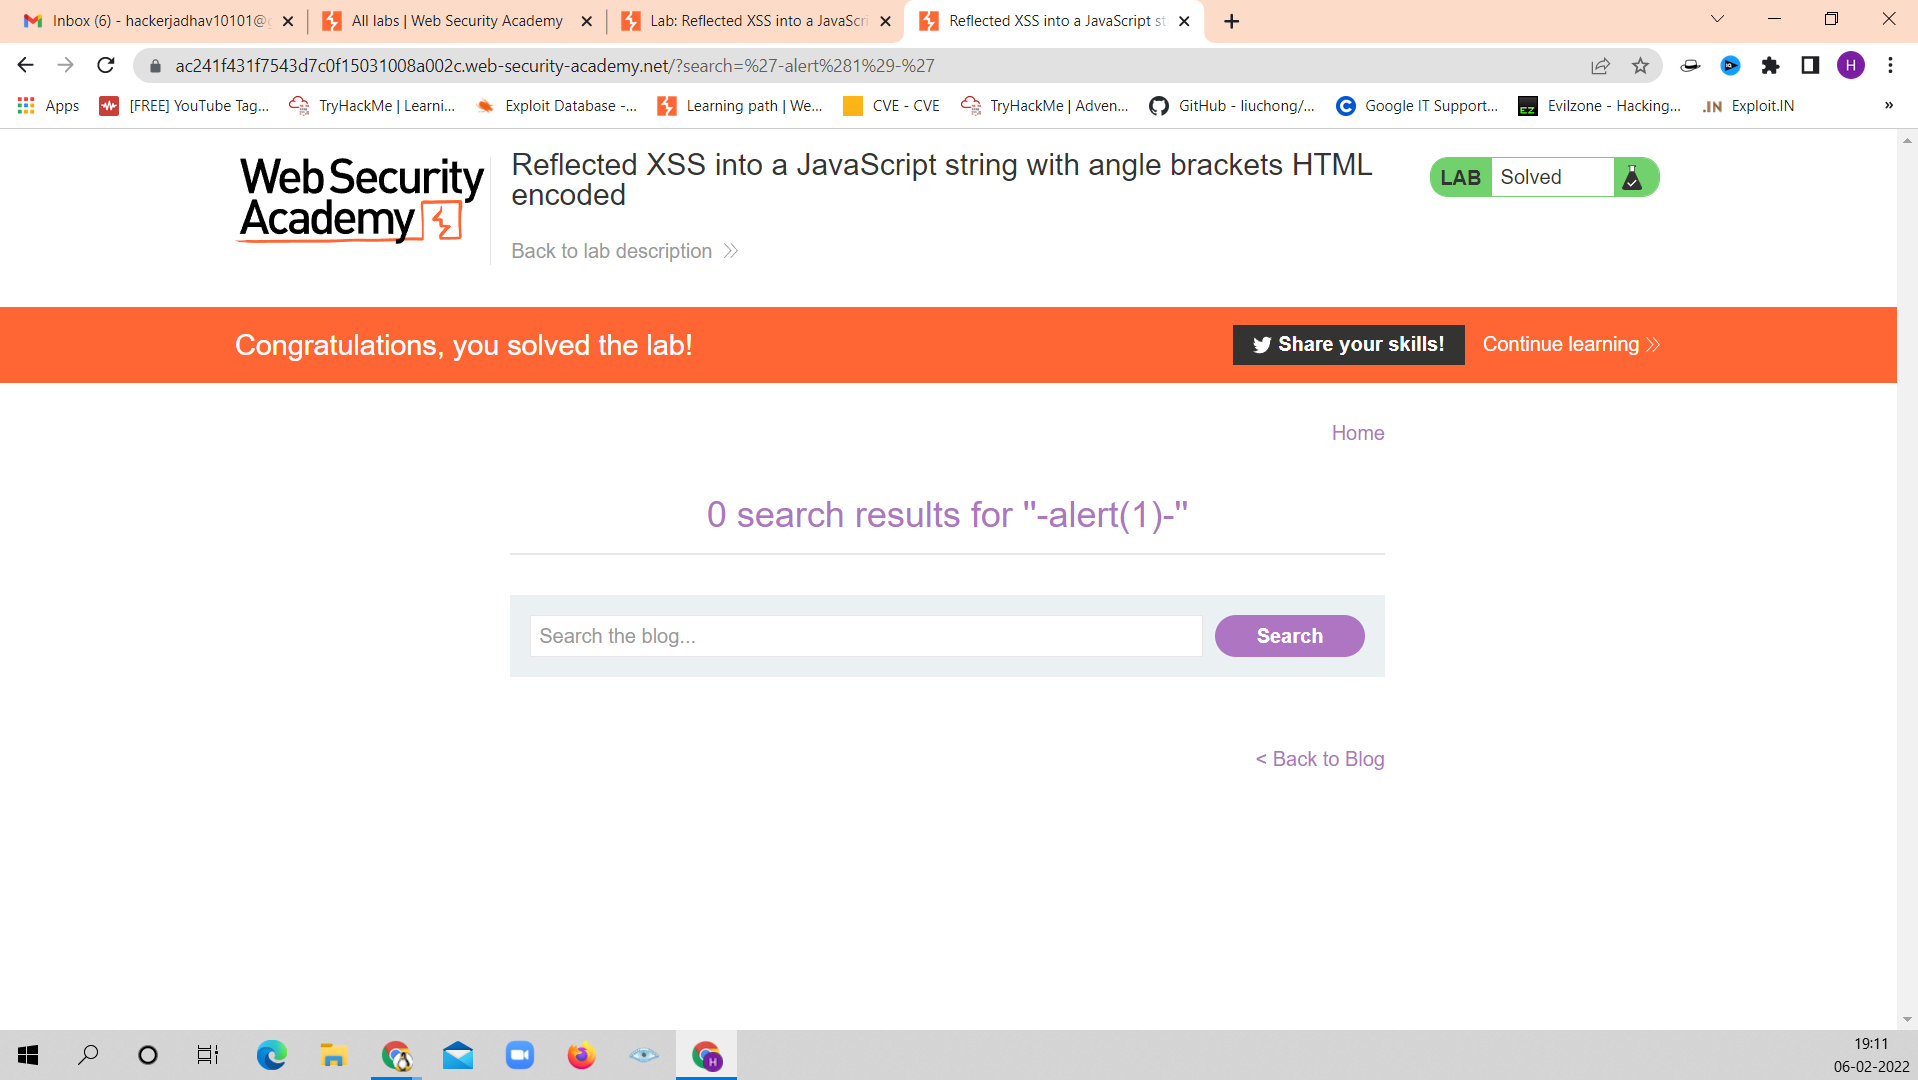 Inbox (6) - hackerjadhav10101@g
All labs | Web Security Academy
Lab: Reflected XSS into a JavaScri
Reflected XSS into a JavaScript st
ac241f431f7543d7c0f15031008a002c.web-security-academy.net/?search=%27-alert%281%29-%27
H
Apps
[FREE] YouTube Tag...
TryHackMe | Learni...
Exploit Database -...
Learning path | We...
CVE - CVE
TryHackMe | Adven...
GitHub - liuchong/...
Google IT Support...
EZ
Evilzone - Hacking...
.IN
Exploit.IN
»
Web Security
Academy
Reflected XSS into a JavaScript string with angle brackets HTML
encoded
Back to lab description
LAB
Solved
Congratulations, you solved the lab!
Share your skills!
Continue learning
Home
0 search results for ''-alert(1)-''
Search the blog...
Search
< Back to Blog
H
19:11
06-02-2022